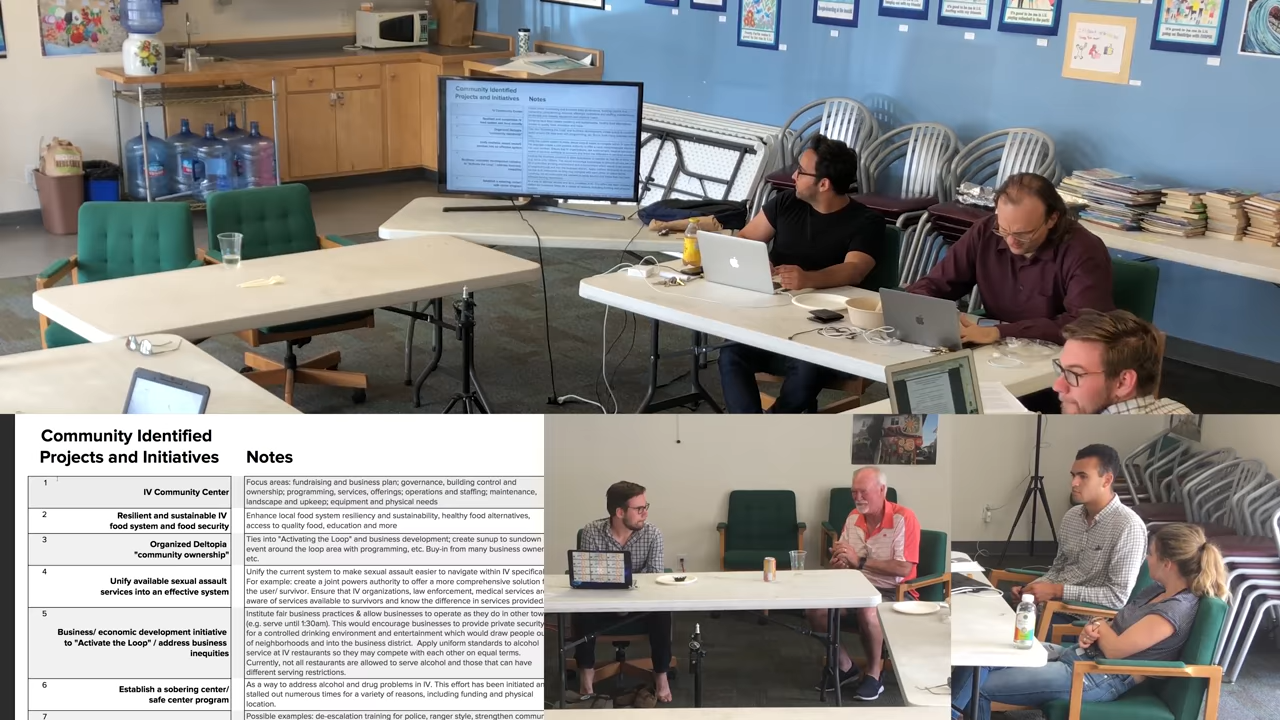 Community Identified
Projects and Initiatives
Notes
Community Identified
Projects and Initiatives
Notes
1
IV Community Center
Focus areas: fundraising and business plan; governance, building control and
ownership; programming, services, offerings; operations and staffing; maintenance,
landscape and upkeep; equipment and physical needs
2
Resilient and sustainable IV
food system and food security
Enhance local food system resiliency and sustainability, healthy food alternatives,
access to quality food, education and more
3
Organized Deltopia
"community ownership"
Ties into "Activating the Loop" and business development; create sunup to sundown
event around the loop area with programming, etc. Buy-in from many business owner
etc.
4
Unify available sexual assault
services into an effective system
Unify the current system to make sexual assault easier to navigate within IV specifical
For example: create a joint powers authority to offer a more comprehensive solution f
the user/ survivor. Ensure that IV organizations, law enforcement, medical services ar
aware of services available to survivors and know the difference in services provided
5
Business/ economic development initiative
to "Activate the Loop" / address business
inequities
Institute fair business practices & allow businesses to operate as they do in other tow
(e.g. serve until 1:30am). This would encourage businesses to provide private security
for a controlled drinking environment and entertainment which would draw people ou
of neighborhoods and into the business district. Apply uniform standards to alcohol
service at IV restaurants so they may compete with each other on equal terms.
Currently, not all restaurants are allowed to serve alcohol and those that can have
different serving restrictions.
6
Establish a sobering center/
safe center program
As a way to address alcohol and drug problems in IV. This effort has been initiated an
stalled out numerous times for a variety of reasons, including funding and physical
location.
7
Possible examples: de-escalation training for police, ranger style, strengthen commun